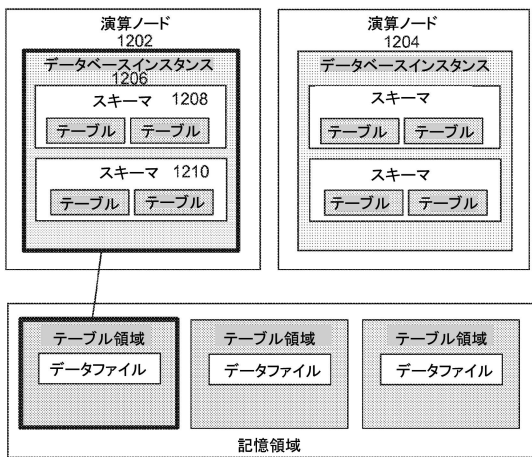 演算ノード
1202
データベースインスタンス
1206
スキーマ 1208
テーブル テーブル
スキーマ 1210
テーブル テーブル
演算ノード
1204
データベースインスタンス
スキーマ
テーブル テーブル
スキーマ
テーブル テーブル
テーブル領域
データファイル
テーブル領域
データファイル
テーブル領域
データファイル
記憶領域